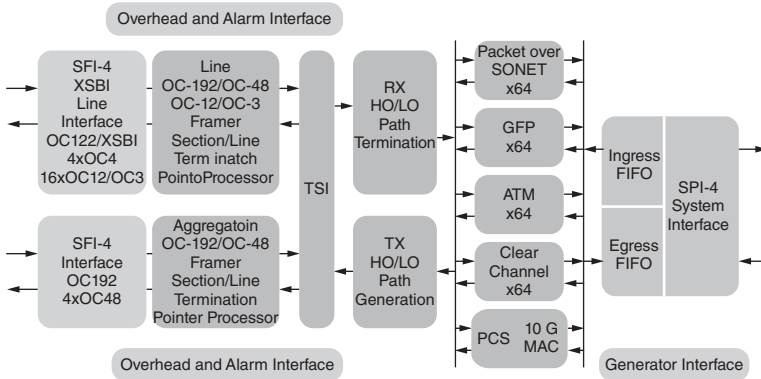 Overhead and Alarm Interface
SFI-4
XSBI
Line
Interface
OC122/XSBI
4xOC4
16xOC12/OC3
Line
OC-192/OC-48
OC-12/OC-3
Framer
Section/Line
Term inatch
PointoProcessor
TSI
RX
HO/LO
Path
Termination
Packet over
SONET
x64
GFP
x64
ATM
x64
Clear
Channel
x64
PCS 10 G
MAC
Ingress
FIFO
Egress
FIFO
SPI-4
System
Interface
SFI-4
Interface
OC192
4xOC48
Aggregatoin
OC-192/OC-48
Framer
Section/Line
Termination
Pointer Processor
TX
HO/LO
Path
Generation
Overhead and Alarm Interface
Generator Interface